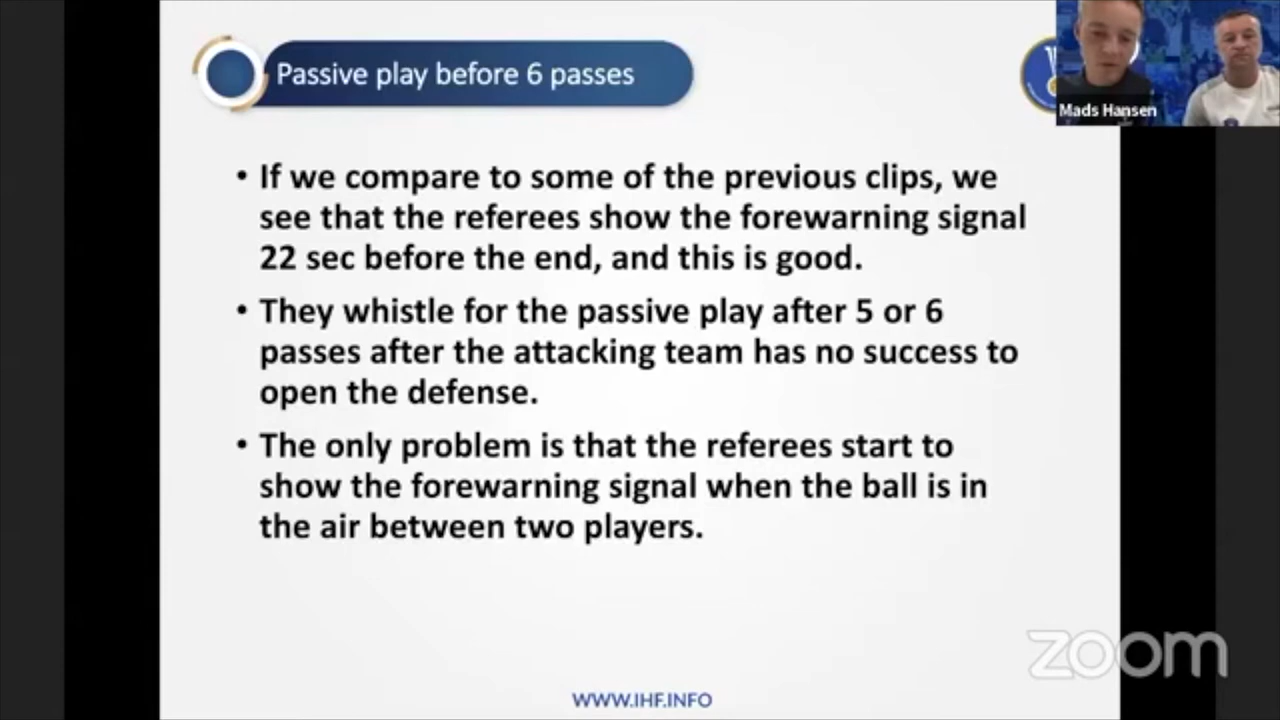 Passive play before 6 passes
Mads Hansen
• If we compare to some of the previous clips, we
see that the referees show the forewarning signal
22 sec before the end, and this is good.
• They whistle for the passive play after 5 or 6
passes after the attacking team has no success to
open the defense.
• The only problem is that the referees start to
show the forewarning signal when the ball is in
the air between two players.
zoom
WWW.IHF.INFO